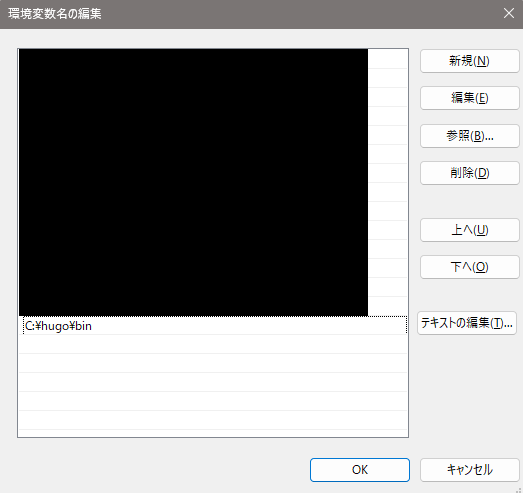 環境変数名の編集
新規(N)
編集(E)
参照(B)...
削除(D)
上へ(U)
下へ(O)
C:¥hugo¥bin
テキストの編集(T)...
OK
キャンセル